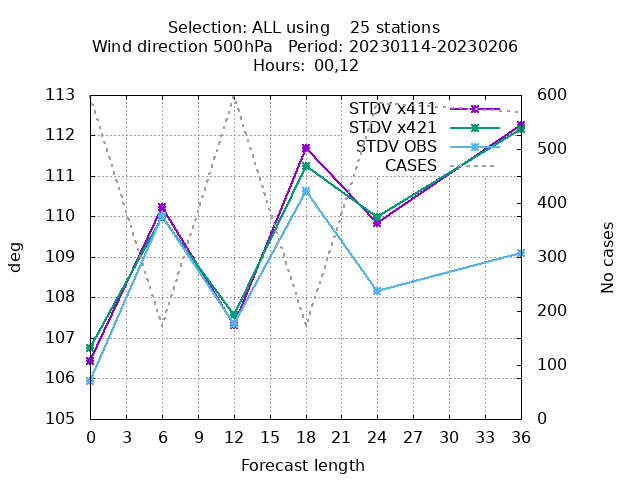 Selection: ALL using    25 stations
Wind direction 500hPa   Period: 20230114-20230206
Hours:  00,12
113
112
111
110
109
108
107
106
105
deg
STDV x411
STDV x421
STDV OBS
CASES
600
500
400
300
200
100
0
No cases
0 3 6 9 12 15 18 21 24 27 30 33 36
Forecast length